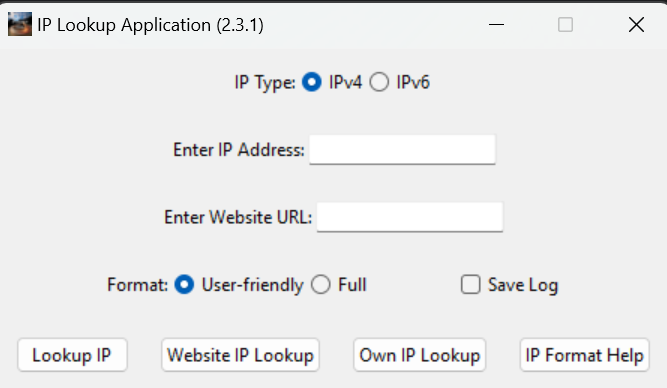 IP Lookup Application (2.3.1)
IP Type: IPv4 IPv6
Enter IP Address:
Enter Website URL:
Format: User-friendly Full Save Log
Lookup IP Website IP Lookup Own IP Lookup IP Format Help